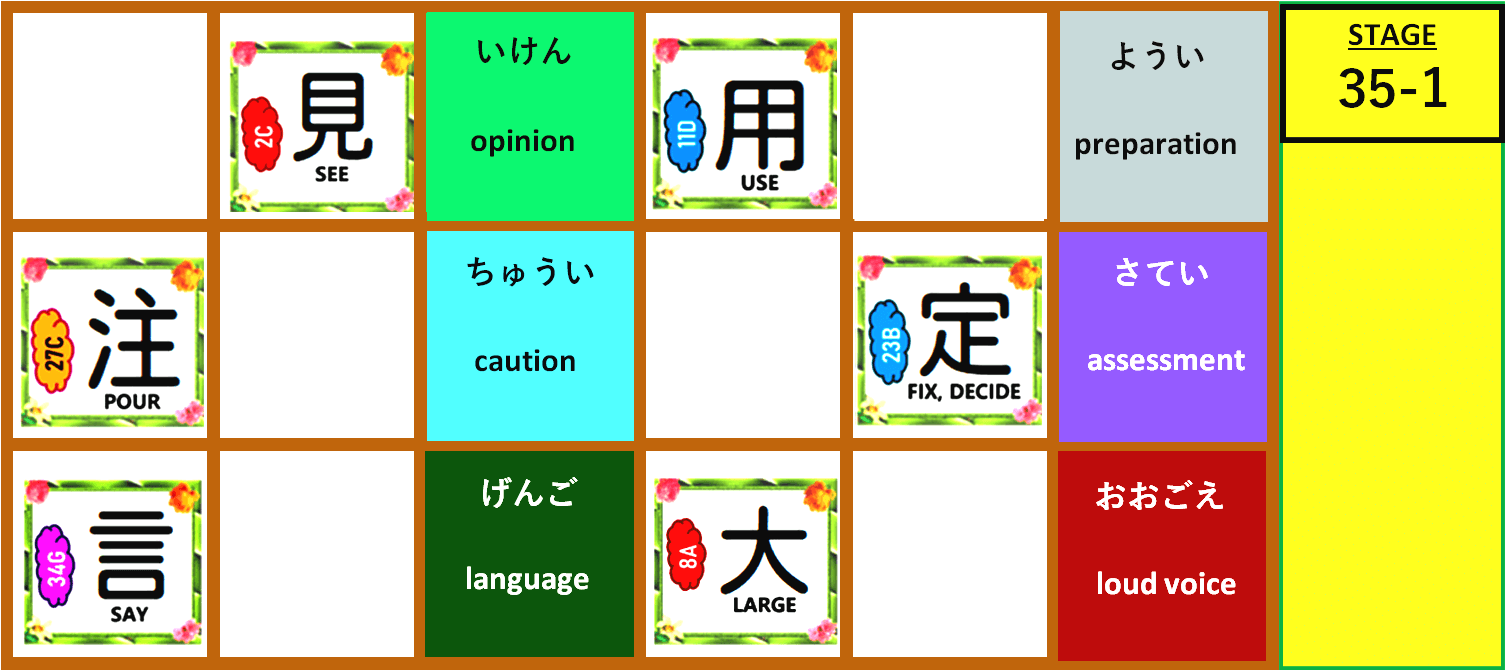 2C
見
SEE
いけん
opinion
11D
用
USE
ようい
preparation
STAGE
35-1
27C
注
POUR
ちゅうい
caution
23B
定
FIX, DECIDE
さてい
assessment
34G
言
SAY
げんご
language
8A
大
LARGE
おおごえ
loud voice